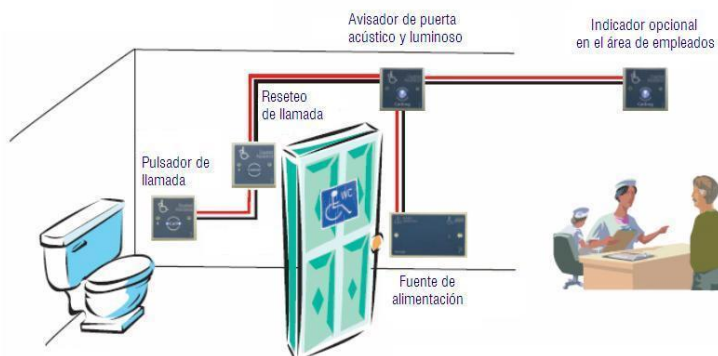 Avisador de puerta
acústico y luminoso
Indicador opcional
en el área de empleados
Reseteo
de llamada
Pulsador de
llamada
WC
Fuente de
alimentación